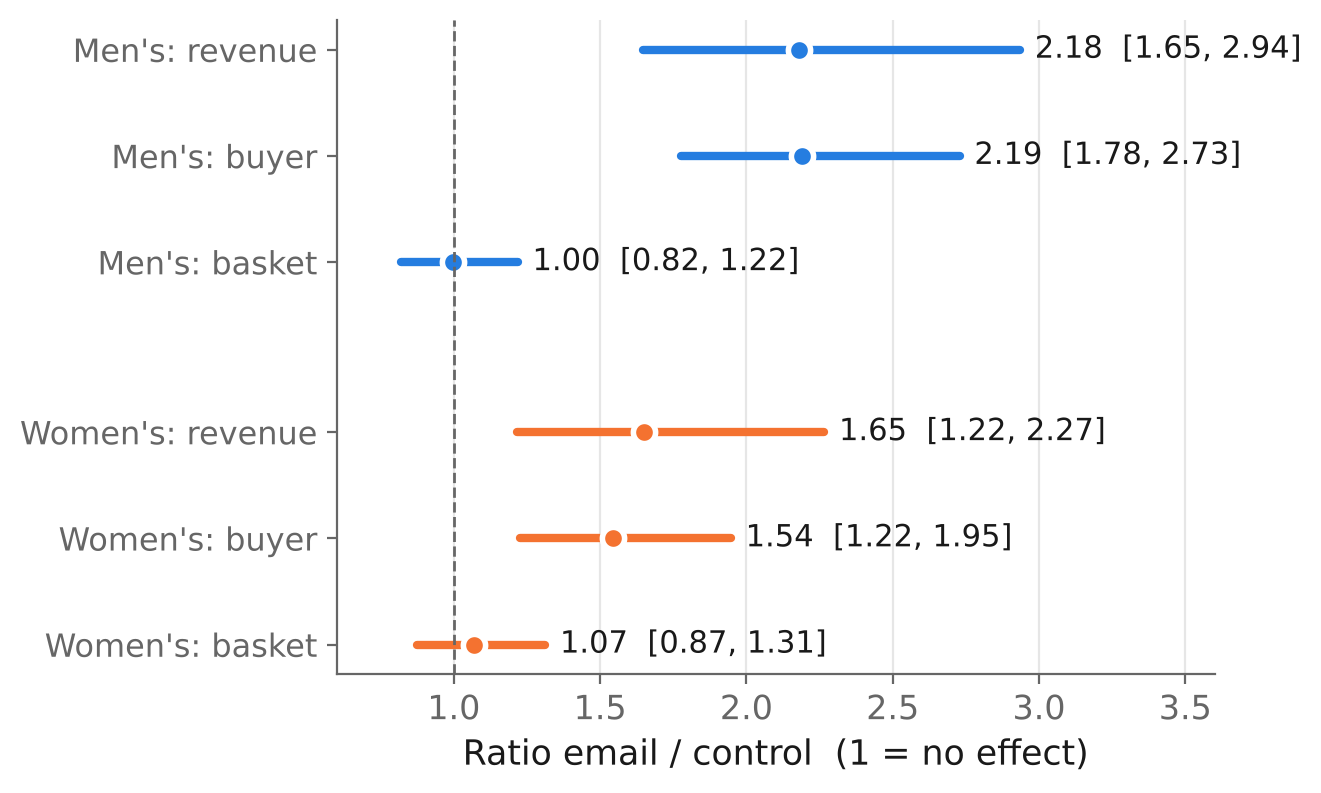 Men's: revenue 2.18 [1.65, 2.94]
Men's: buyer 2.19 [1.78, 2.73]
Men's: basket 1.00 [0.82, 1.22]
Women's: revenue 1.65 [1.22, 2.27]
Women's: buyer 1.54 [1.22, 1.95]
Women's: basket 1.07 [0.87, 1.31]
1.0 1.5 2.0 2.5 3.0 3.5
Ratio email / control (1 = no effect)